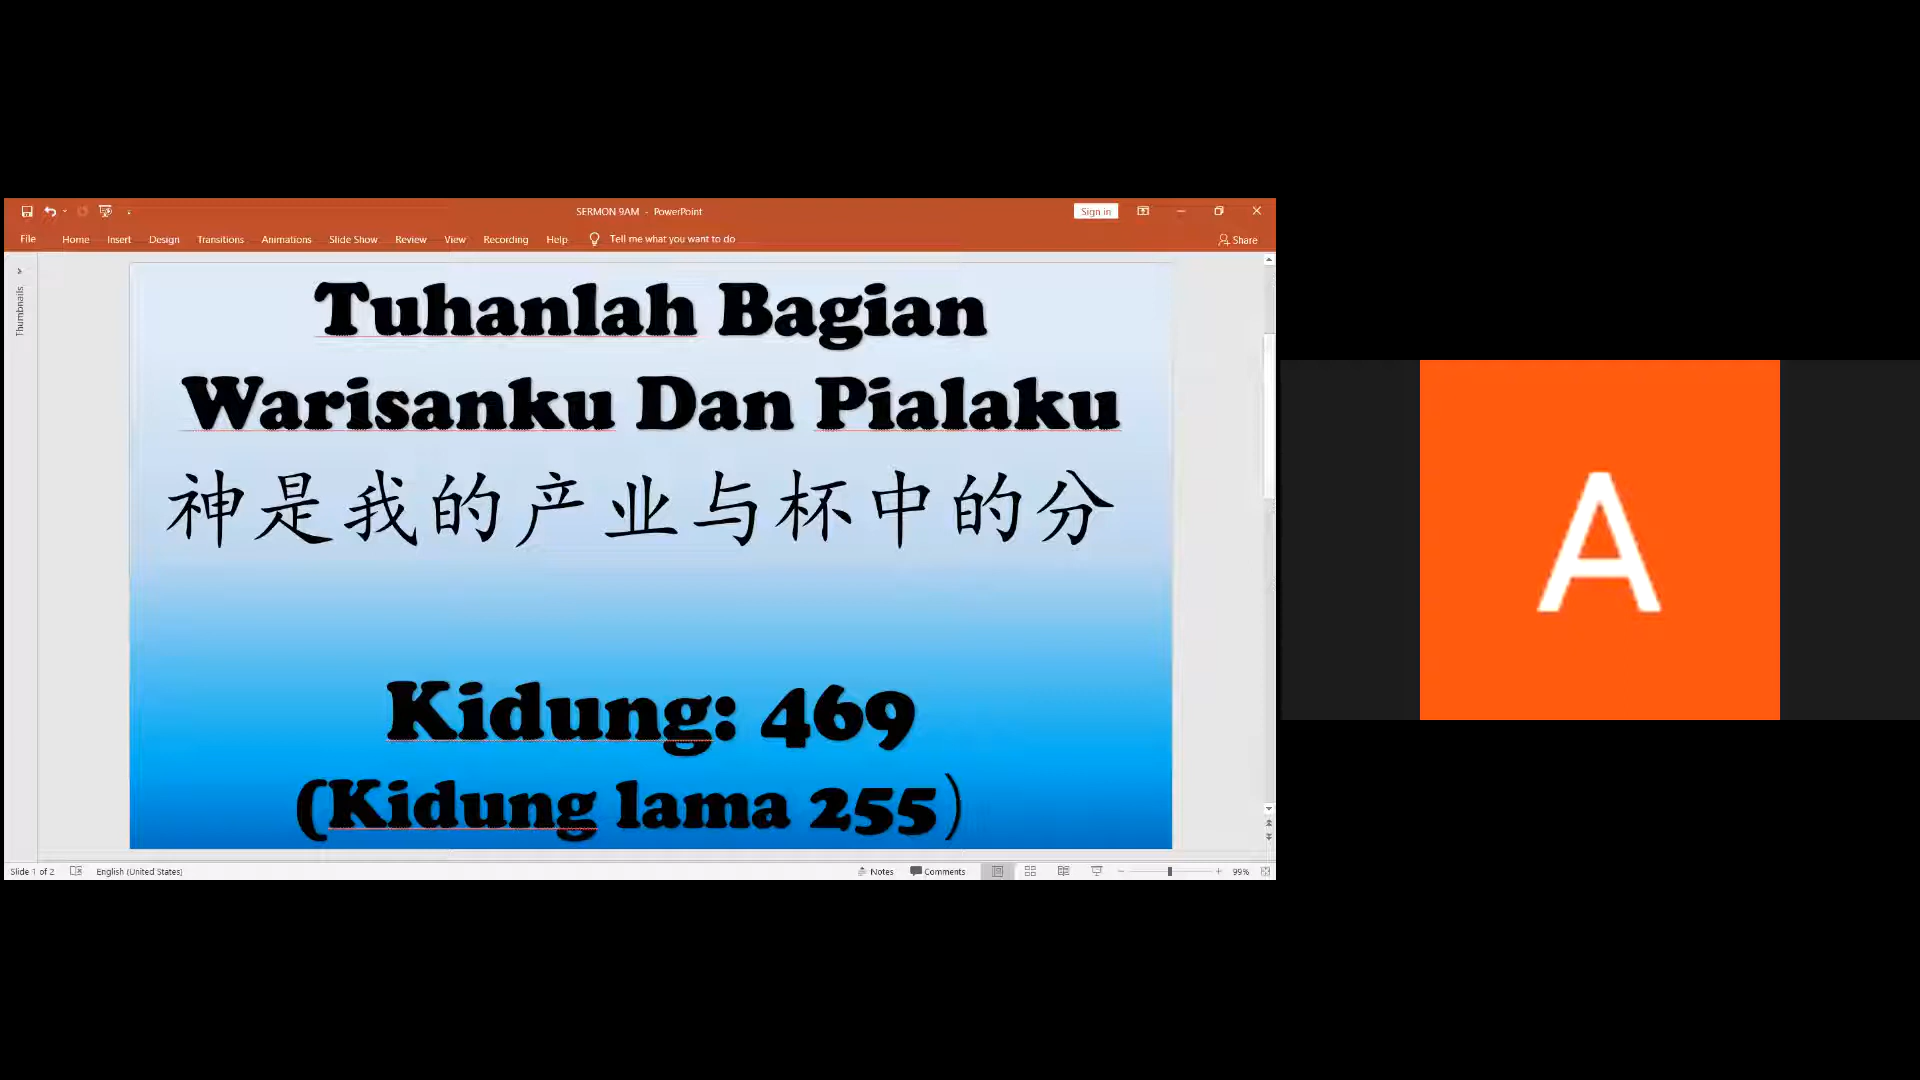 SERMON 9AM - PowerPoint
Sign in
File Home Insert Design Transitions Animations Slide Show Review View Recording Help Tell me what you want to do Share
Thumbnails
Tuhanlah Bagian
Warisanku Dan Pialaku
神是我的产业与杯中的分
Kidung: 469
(Kidung lama 255）
A
Slide 1 of 2 English (United States) Notes Comments 99%